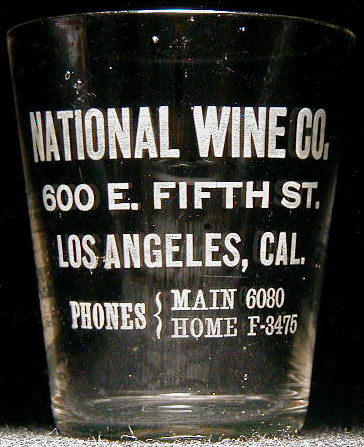 NATIONAL WINE CO.
600 E. FIFTH ST.
LOS ANGELES, CAL.
PHONES { MAIN 6080
HOME F-3475